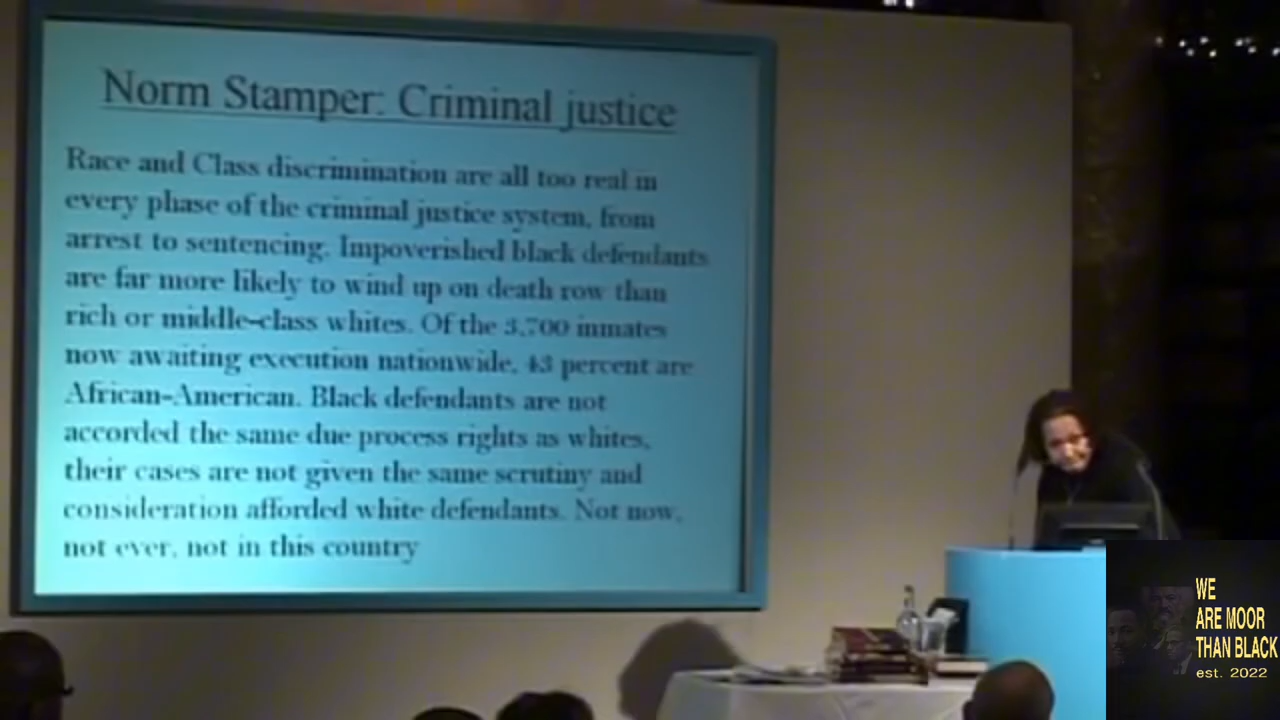 Norm Stamper: Criminal justice
Race and Class discrimination are all too real in
every phase of the criminal justice system, from
arrest to sentencing. Impoverished black defendants
are far more likely to wind up on death row than
rich or middle-class whites. Of the 3,700 inmates
now awaiting execution nationwide, 43 percent are
African-American. Black defendants are not
accorded the same due process rights as whites,
their cases are not given the same scrutiny and
consideration afforded white defendants. Not now,
not ever, not in this country
WE
ARE MOOR
THAN BLACK
est. 2022